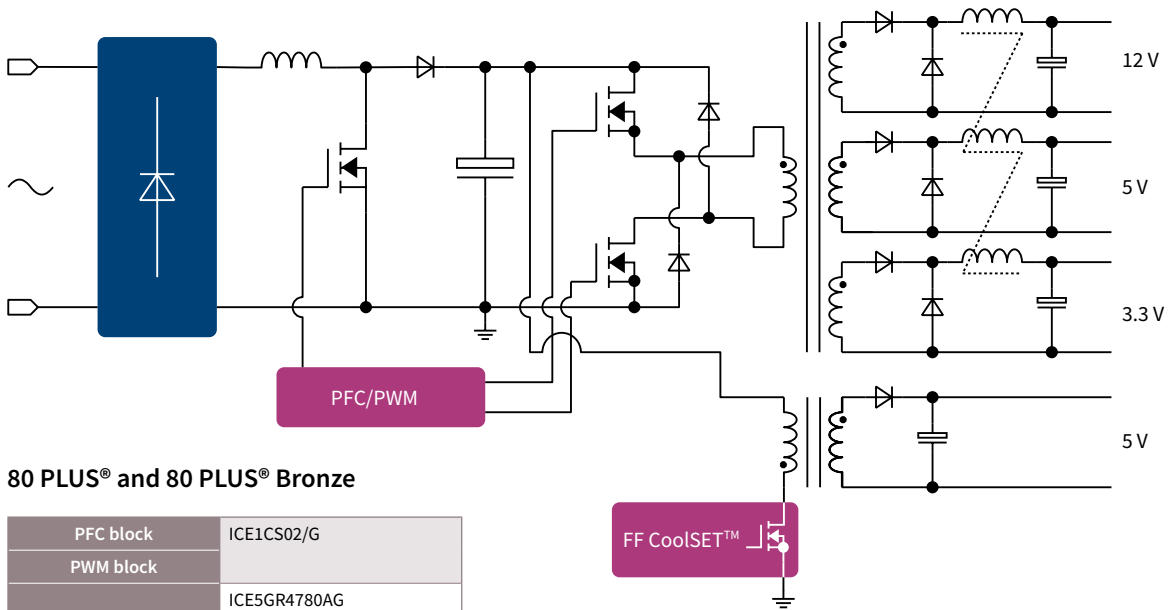 12 V
5 V
3.3 V
PFC/PWM
5 V
80 PLUS® and 80 PLUS® Bronze
FF CoolSET™
PFC block
ICE1CS02/G
PWM block
ICE5GR4780AG